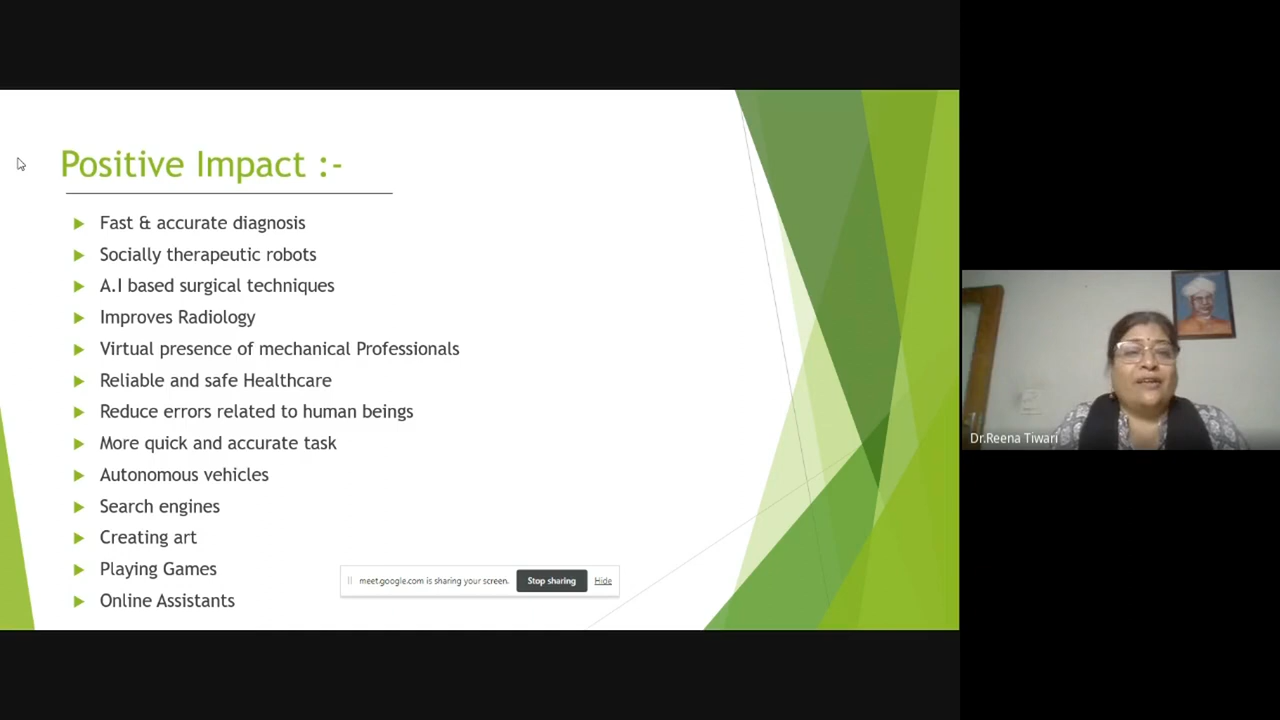 Positive Impact :-
Fast & accurate diagnosis
Socially therapeutic robots
A.I based surgical techniques
Improves Radiology
Virtual presence of mechanical Professionals
Reliable and safe Healthcare
Reduce errors related to human beings
More quick and accurate task
Autonomous vehicles
Search engines
Creating art
Playing Games
Online Assistants
meet.google.com is sharing your screen.
Stop sharing
Hide
Dr.Reena Tiwari